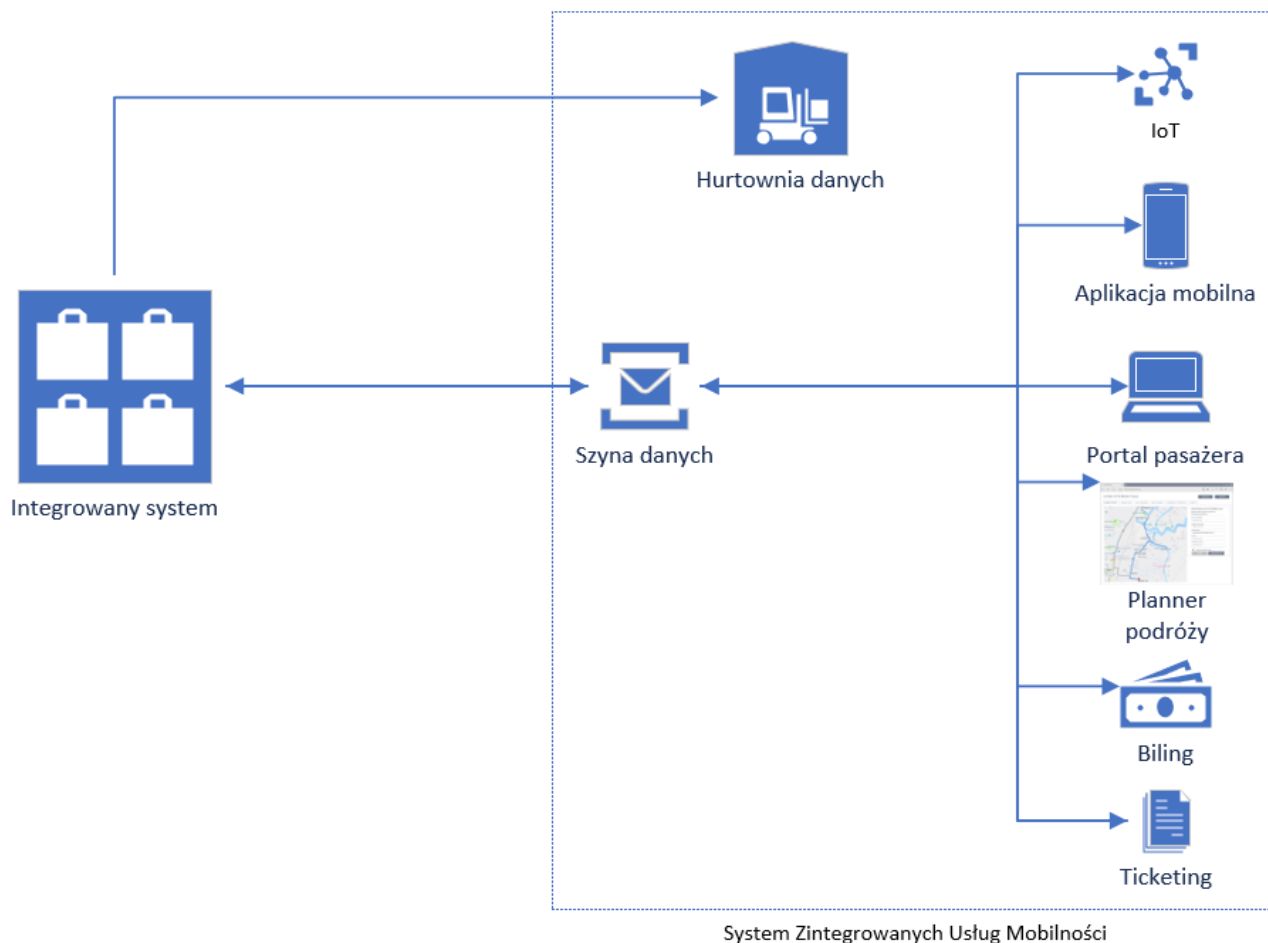 IoT
Hurtownia danych
Aplikacja mobilna
Szyna danych
Portal pasażera
Integrowany system
Planner
podróży
Biling
Ticketing
System Zintegrowanych Usług Mobilności